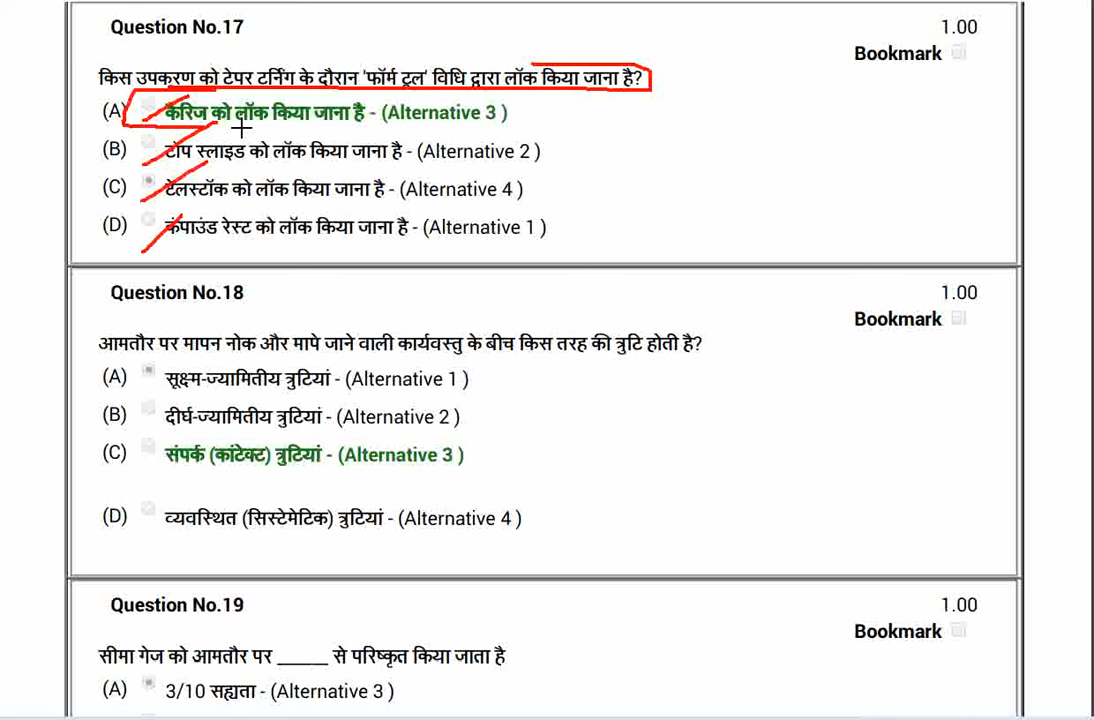 Question No.17
1.00
Bookmark
किस उपकरण को टेपर टर्निंग के दौरान 'फॉर्म टूल' विधि द्वारा लॉक किया जाना है?
(A) कैरिज को लॉक किया जाना है - (Alternative 3 )
(B) टॉप स्लाइड को लॉक किया जाना है - (Alternative 2 )
(C) टेलस्टॉक को लॉक किया जाना है - (Alternative 4 )
(D) कंपाउंड रेस्ट को लॉक किया जाना है - (Alternative 1 )
Question No.18
1.00
Bookmark
आमतौर पर मापन नोक और मापे जाने वाली कार्यवस्तु के बीच किस तरह की त्रुटि होती है?
(A) सूक्ष्म-ज्यामितीय त्रुटियां - (Alternative 1 )
(B) दीर्घ-ज्यामितीय त्रुटियां - (Alternative 2 )
(C) संपर्क (कांटेक्ट) त्रुटियां - (Alternative 3 )
(D) व्यवस्थित (सिस्टेमेटिक) त्रुटियां - (Alternative 4 )
Question No.19
1.00
Bookmark
सीमा गेज को आमतौर पर _____ से परिष्कृत किया जाता है
(A) 3/10 सह्यता - (Alternative 3 )